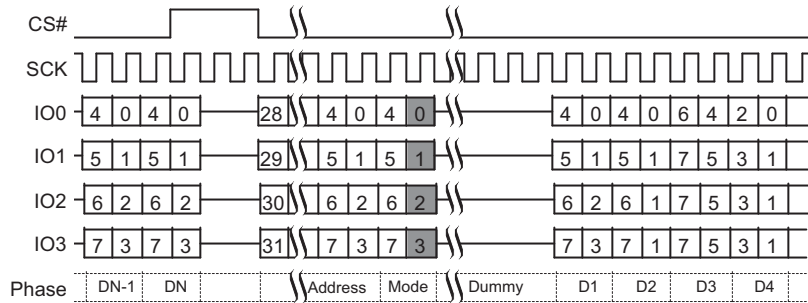 CS#
SCK
IO0 4 0 4 0 28 4 0 4 0 4 0 4 0 6 4 2 0
IO1 5 1 5 1 29 5 1 5 1 5 1 5 1 7 5 3 1
IO2 6 2 6 2 30 6 2 6 2 6 2 6 1 7 5 3 1
IO3 7 3 7 3 31 7 3 7 3 7 3 7 1 7 5 3 1
Phase DN-1 DN Address Mode Dummy D1 D2 D3 D4